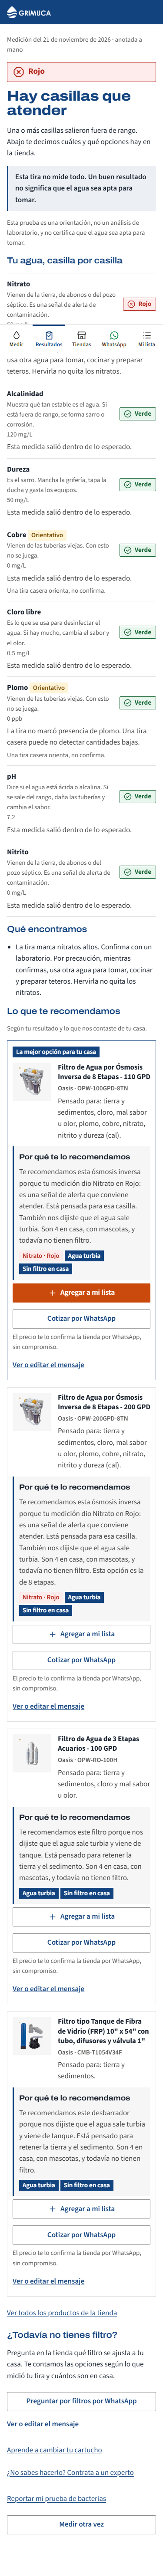 GRIMUCA
Medición del 21 de noviembre de 2026 · anotada a
mano
Rojo
Hay casillas que
atender
Una o más casillas salieron fuera de rango.
Abajo te decimos cuáles y qué opciones hay en
la tienda.
Esta tira no mide todo. Un buen resultado
no significa que el agua sea apta para
tomar.
Esta prueba es una orientación, no un análisis de
laboratorio, y no certifica que el agua sea apta para
tomar.
Tu agua, casilla por casilla
Nitrato
Vienen de la tierra, de abonos o del pozo
séptico. Es una señal de alerta de
contaminación.
Rojo
Medir
Resultados
Tiendas
WhatsApp
Mi lista
usa otra agua para tomar, cocinar y preparar
teteros. Hervirla no quita los nitratos.
Alcalinidad
Muestra qué tan estable es el agua. Si
está fuera de rango, se forma sarro o
corrosión.
120 mg/L
Verde
Esta medida salió dentro de lo esperado.
Dureza
Es el sarro. Mancha la grifería, tapa la
ducha y gasta los equipos.
50 mg/L
Verde
Esta medida salió dentro de lo esperado.
Cobre Orientativo
Vienen de las tuberías viejas. Con esto
no se juega.
0 mg/L
Verde
Esta medida salió dentro de lo esperado.
Una tira casera orienta, no confirma.
Cloro libre
Es lo que se usa para desinfectar el
agua. Si hay mucho, cambia el sabor y
el olor.
0.5 mg/L
Verde
Esta medida salió dentro de lo esperado.
Plomo Orientativo
Vienen de las tuberías viejas. Con esto
no se juega.
0 ppb
Verde
La tira no marcó presencia de plomo. Una tira
casera puede no detectar cantidades bajas.
Una tira casera orienta, no confirma.
pH
Dice si el agua está ácida o alcalina. Si
se sale del rango, daña las tuberías y
cambia el sabor.
7.2
Verde
Esta medida salió dentro de lo esperado.
Nitrito
Vienen de la tierra, de abonos o del
pozo séptico. Es una señal de alerta de
contaminación.
0 mg/L
Verde
Esta medida salió dentro de lo esperado.
Qué encontramos
• La tira marca nitratos altos. Confirma con un
laboratorio. Por precaución, mientras
confirmas, usa otra agua para tomar, cocinar
y preparar teteros. Hervirla no quita los
nitratos.
Lo que te recomendamos
Según tu resultado y lo que nos contaste de tu casa.
La mejor opción para tu casa
Filtro de Agua por Ósmosis
Inversa de 8 Etapas - 110 GPD
Oasis · OPW-100GPD-8TN
Pensado para: tierra y
sedimentos, cloro, mal sabor
u olor, plomo, cobre, nitrato,
nitrito y dureza (cal).
Por qué te lo recomendamos
Te recomendamos esta ósmosis inversa
porque tu medición dio Nitrato en Rojo:
es una señal de alerta que conviene
atender. Está pensada para esta casilla.
También nos dijiste que el agua sale
turbia. Son 4 en casa, con mascotas, y
todavía no tienen filtro.
Nitrato · Rojo
Agua turbia
Sin filtro en casa
Agregar a mi lista
Cotizar por WhatsApp
El precio te lo confirma la tienda por WhatsApp,
sin compromiso.
Ver o editar el mensaje
Filtro de Agua por Ósmosis
Inversa de 8 Etapas - 200 GPD
Oasis · OPW-200GPD-8TN
Pensado para: tierra y
sedimentos, cloro, mal sabor
u olor, plomo, cobre, nitrato,
nitrito y dureza (cal).
Por qué te lo recomendamos
Te recomendamos esta ósmosis inversa
porque tu medición dio Nitrato en Rojo:
es una señal de alerta que conviene
atender. Está pensada para esta casilla.
También nos dijiste que el agua sale
turbia. Son 4 en casa, con mascotas, y
todavía no tienen filtro. Esta opción es la
de 8 etapas.
Nitrato · Rojo
Agua turbia
Sin filtro en casa
Agregar a mi lista
Cotizar por WhatsApp
El precio te lo confirma la tienda por WhatsApp,
sin compromiso.
Ver o editar el mensaje
Filtro de Agua de 3 Etapas
Acuarios - 100 GPD
Oasis · OPW-RO-100H
Pensado para: tierra y
sedimentos, cloro y mal sabor
u olor.
Por qué te lo recomendamos
Te recomendamos este filtro porque nos
dijiste que el agua sale turbia y viene de
tanque. Está pensado para retener la
tierra y el sedimento. Son 4 en casa, con
mascotas, y todavía no tienen filtro.
Agua turbia
Sin filtro en casa
Agregar a mi lista
Cotizar por WhatsApp
El precio te lo confirma la tienda por WhatsApp,
sin compromiso.
Ver o editar el mensaje
Filtro tipo Tanque de Fibra
de Vidrio (FRP) 10" x 54" con
tubo, difusores y válvula 1"
Oasis · CMB-T1054V34F
Pensado para: tierra y
sedimentos.
Por qué te lo recomendamos
Te recomendamos este desbarrador
porque nos dijiste que el agua sale turbia
y viene de tanque. Está pensado para
retener la tierra y el sedimento. Son 4 en
casa, con mascotas, y todavía no tienen
filtro.
Agua turbia
Sin filtro en casa
Agregar a mi lista
Cotizar por WhatsApp
El precio te lo confirma la tienda por WhatsApp,
sin compromiso.
Ver o editar el mensaje
Ver todos los productos de la tienda
¿Todavía no tienes filtro?
Pregunta en la tienda qué filtro se ajusta a tu
casa. Te contamos las opciones según lo que
midió tu tira y cuántos son en casa.
Preguntar por filtros por WhatsApp
Ver o editar el mensaje
Aprende a cambiar tu cartucho
¿No sabes hacerlo? Contrata a un experto
Reportar mi prueba de bacterias
Medir otra vez